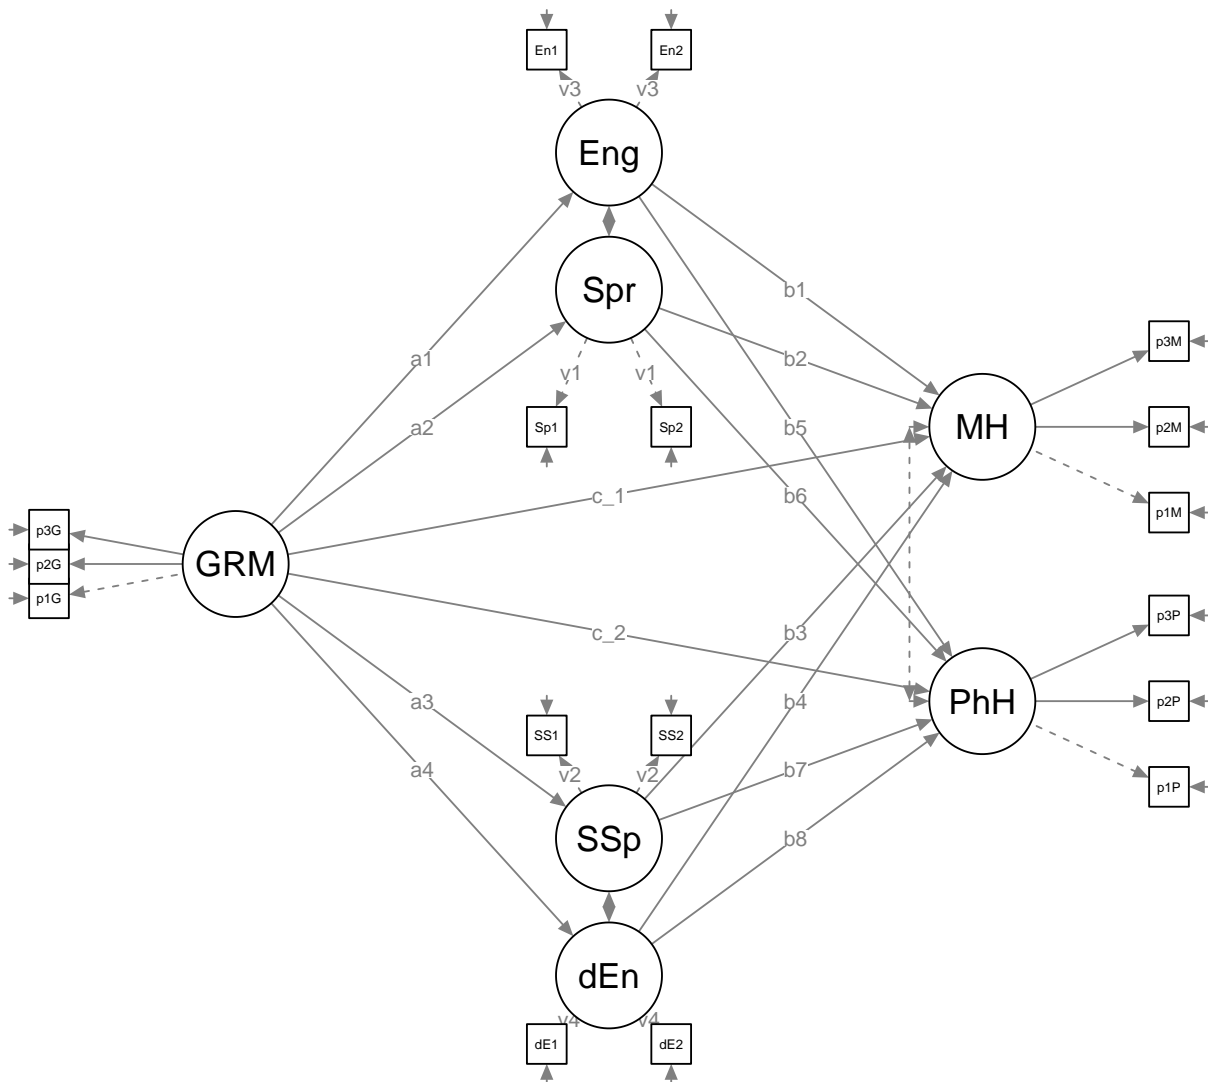 En1 En2
v3 v3
Eng
Spr
b1
a1 b2
v1 v1
p3M
Sp1 Sp2
a2 b5 MH p2M
c_1 b6
p1M
p3G
p2G GRM
p1G
c_2 b3
p3P
a3 b4 PhH p2P
SS1 SS2
a4 v2 v2 b7
p1P
SSp b8
dEn
v4 v4
dE1 dE2